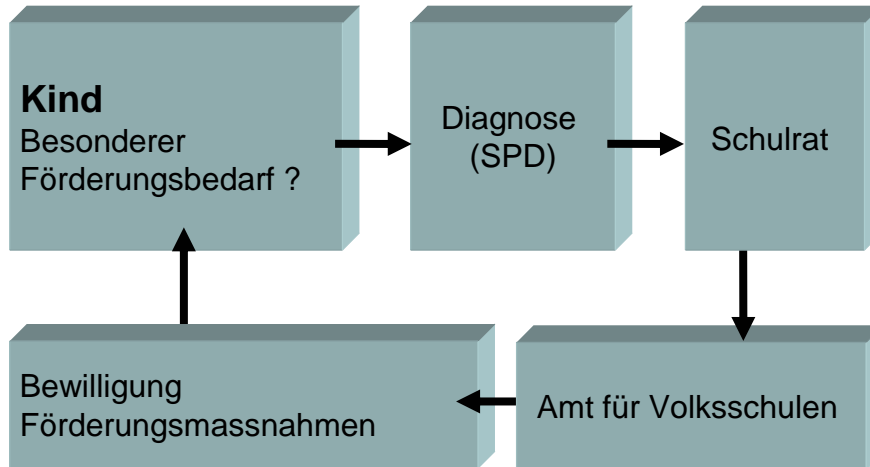 Kind
Besonderer
Förderungsbedarf ?
Diagnose
(SPD)
Schulrat
Bewilligung
Förderungsmassnahmen
Amt für Volksschulen